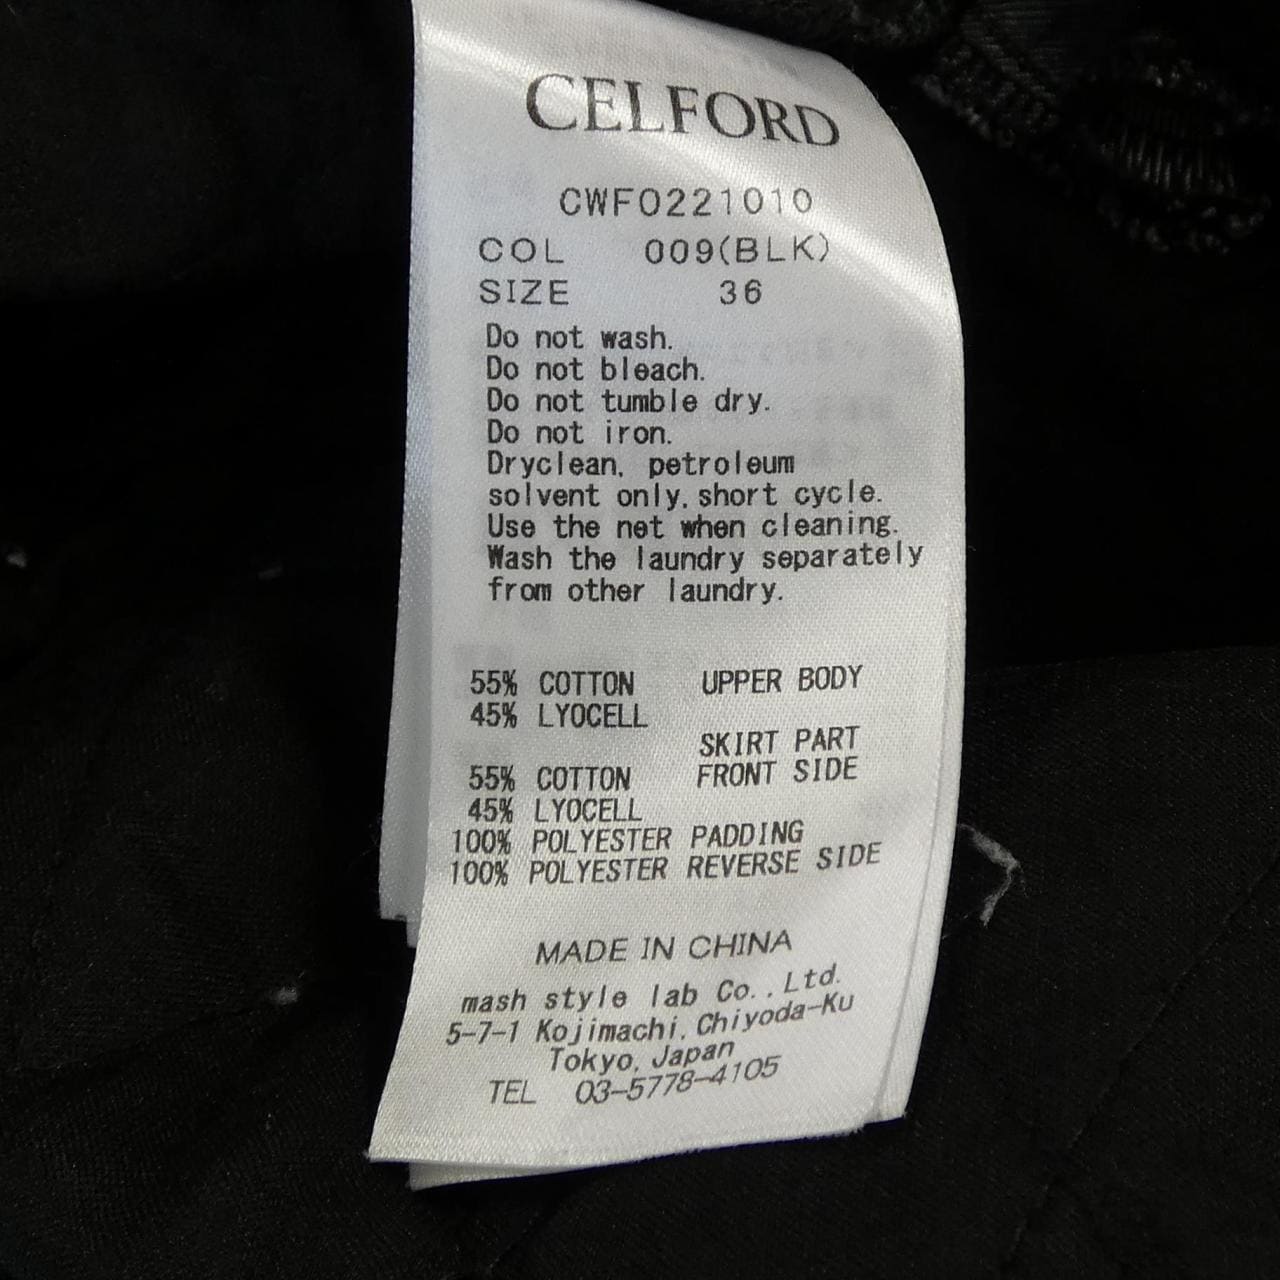 CELFORD
CWFO221010
COL 009(BLK)
SIZE 36
Do not wash.
Do not bleach.
Do not tumble dry.
Do not iron.
Dryclean, petroleum
solvent only, short cycle.
Use the net when cleaning.
Wash the laundry separately
from other laundry.
55% COTTON UPPER BODY
45% LYOCELL
SKIRT PART
55% COTTON FRONT SIDE
45% LYOCELL
100% POLYESTER PADDING
100% POLYESTER REVERSE SIDE
MADE IN CHINA
mash style lab Co., Ltd.
5-7-1 Kojimachi, Chiyoda-Ku
Tokyo, Japan
TEL 03-5778-4105